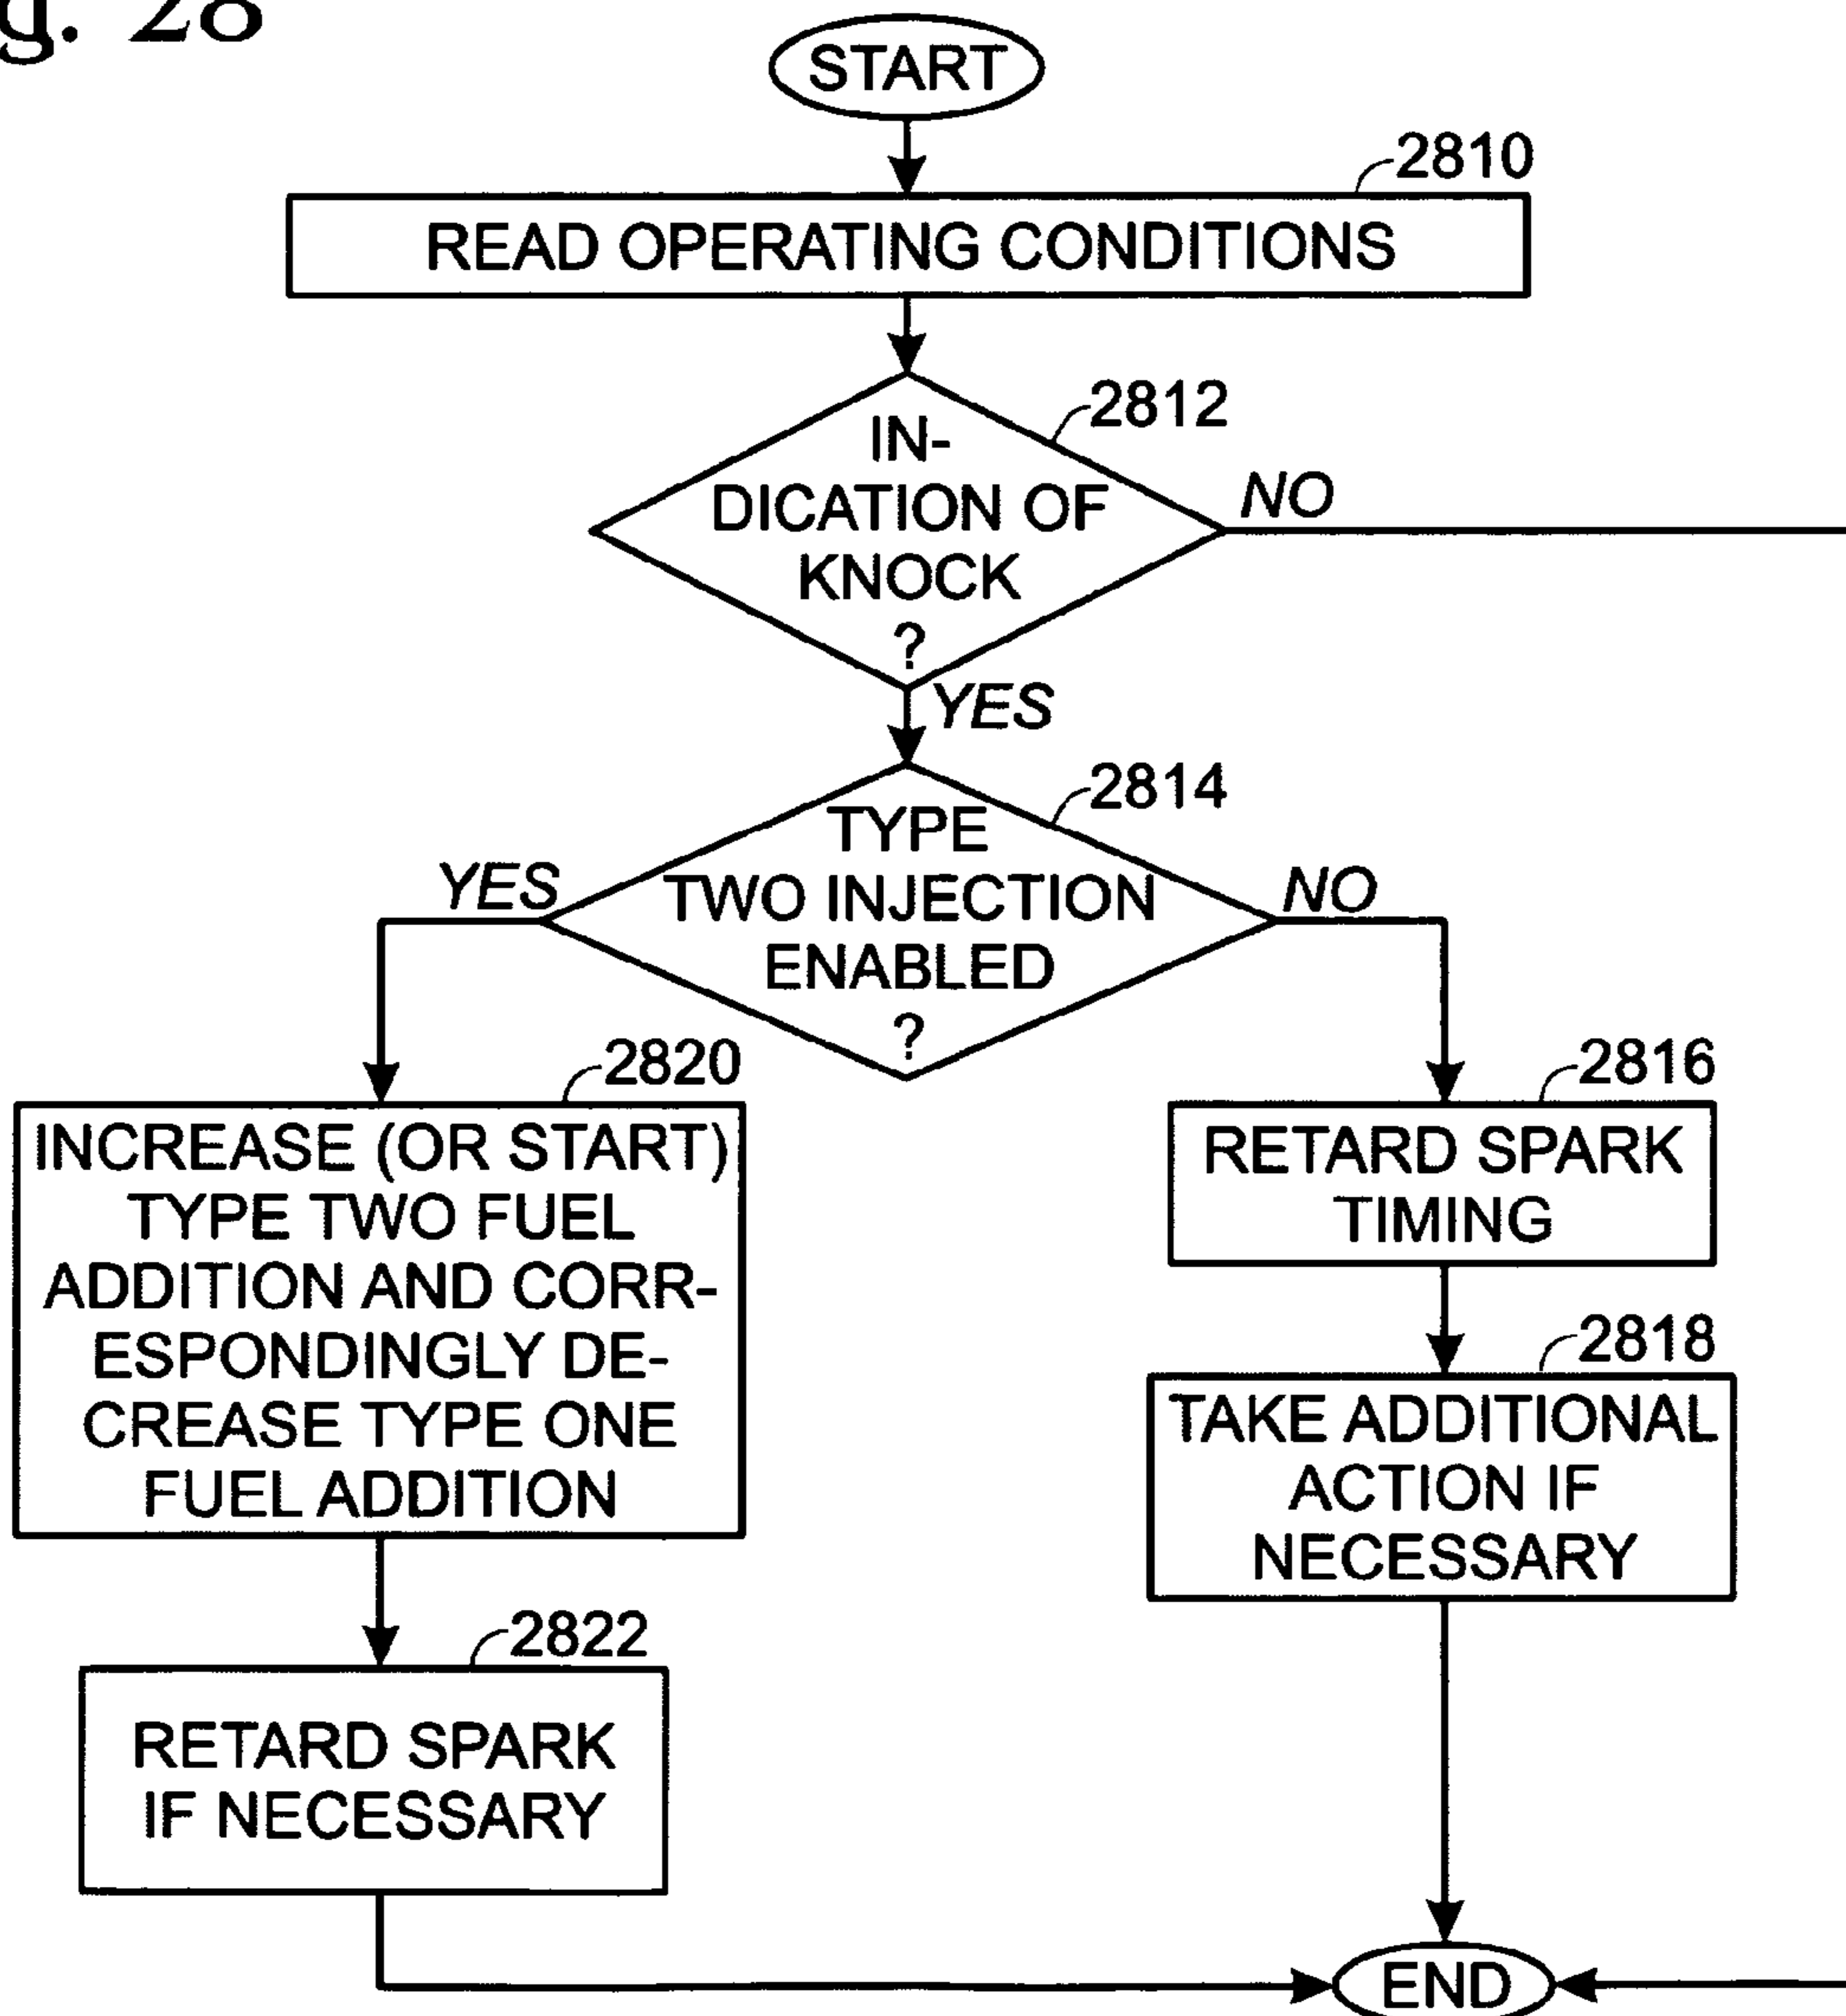 g. 28
START
2810
READ OPERATING CONDITIONS
2812
IN-
DICATION OF
KNOCK
?
NO
YES
2814
TYPE
TWO INJECTION
ENABLED
?
YES
NO
2820
INCREASE (OR START)
TYPE TWO FUEL
ADDITION AND CORR-
ESPONDINGLY DE-
CREASE TYPE ONE
FUEL ADDITION
2816
RETARD SPARK
TIMING
2818
TAKE ADDITIONAL
ACTION IF
NECESSARY
2822
RETARD SPARK
IF NECESSARY
END